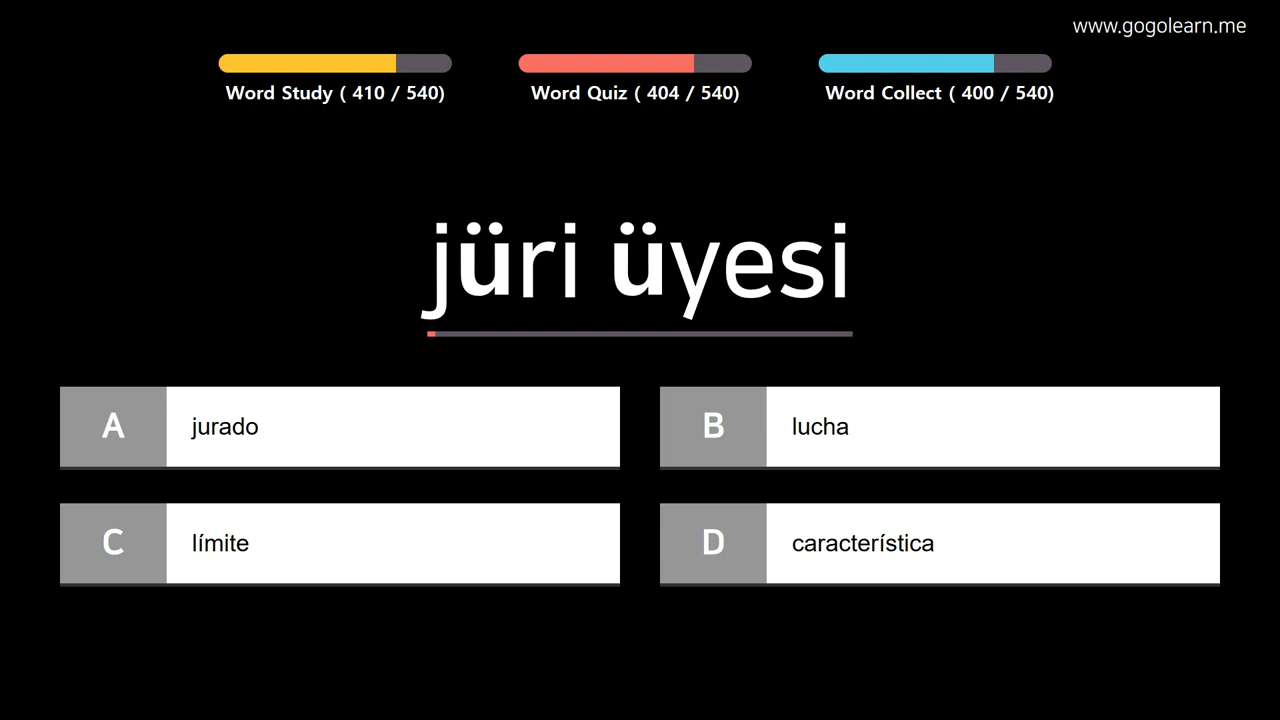 www.gogolearn.me
Word Study ( 410 / 540)
Word Quiz ( 404 / 540)
Word Collect ( 400 / 540)
jüri üyesi
A jurado
B lucha
C límite
D característica